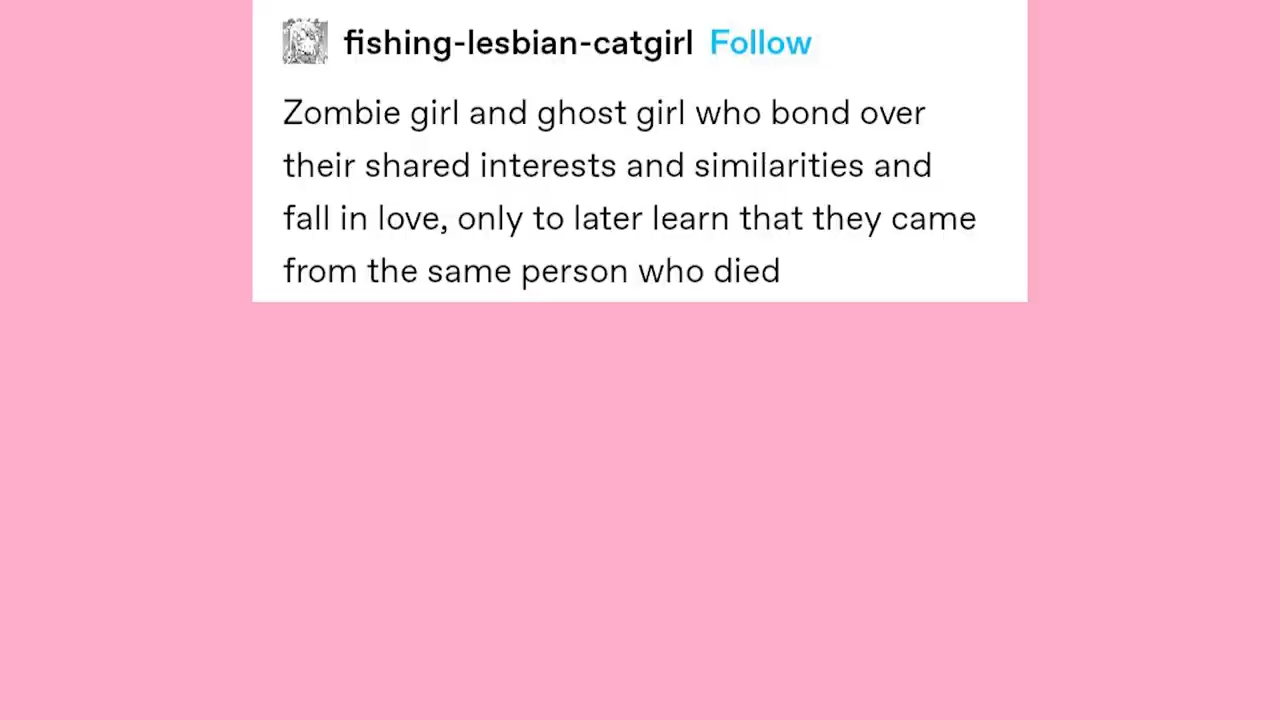 fishing-lesbian-catgirl Follow
Zombie girl and ghost girl who bond over
their shared interests and similarities and
fall in love, only to later learn that they came
from the same person who died